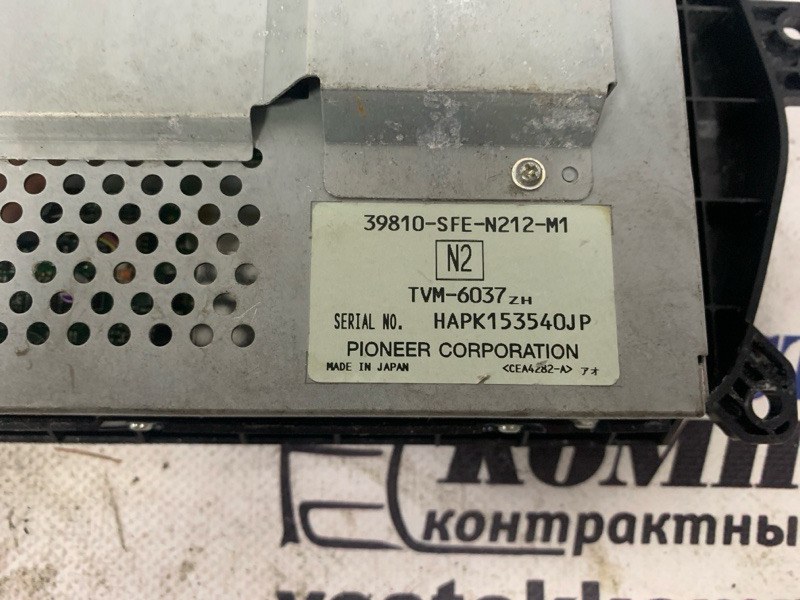 39810-SFE-N212-M1
N2
TVM-6037ZH
SERIAL NO. HAPK153540JP
PIONEER CORPORATION
MADE IN JAPAN <CEA4282-A> アオ
контрактны